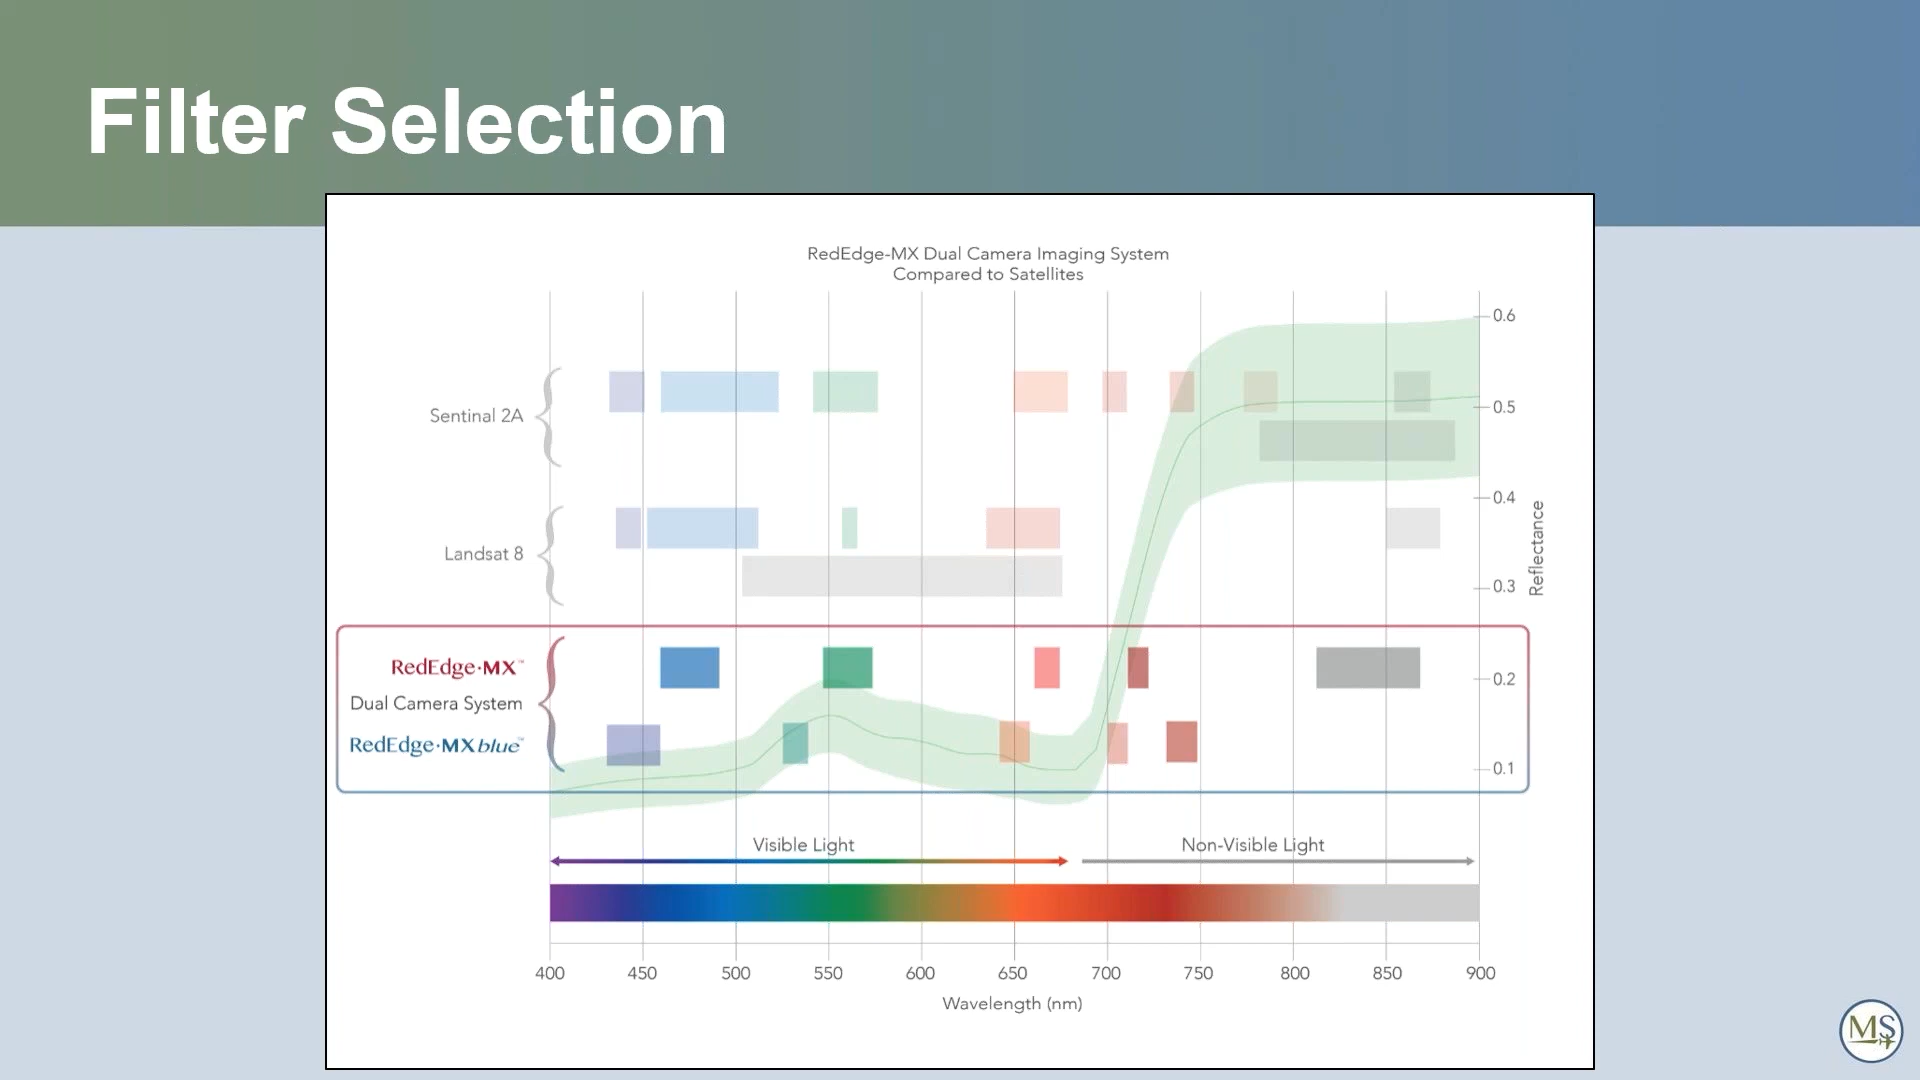 Filter Selection
RedEdge-MX Dual Camera Imaging System
Compared to Satellites
0.6
0.5
0.4
0.3
0.2
0.1
Reflectance
Sentinal 2A
Landsat 8
RedEdge·MX™
Dual Camera System
RedEdge·MXblue™
Visible Light
Non-Visible Light
400 450 500 550 600 650 700 750 800 850 900
Wavelength (nm)
MS